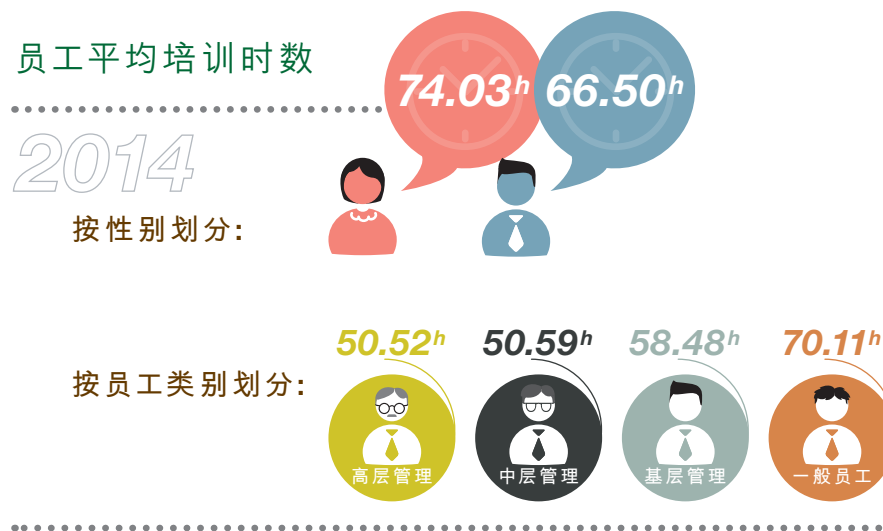 员工平均培训时数
74.03h 66.50h
2014
按性别划分:
50.52h 50.59h 58.48h 70.11h
按员工类别划分:
高层管理 中层管理 基层管理 一般员工